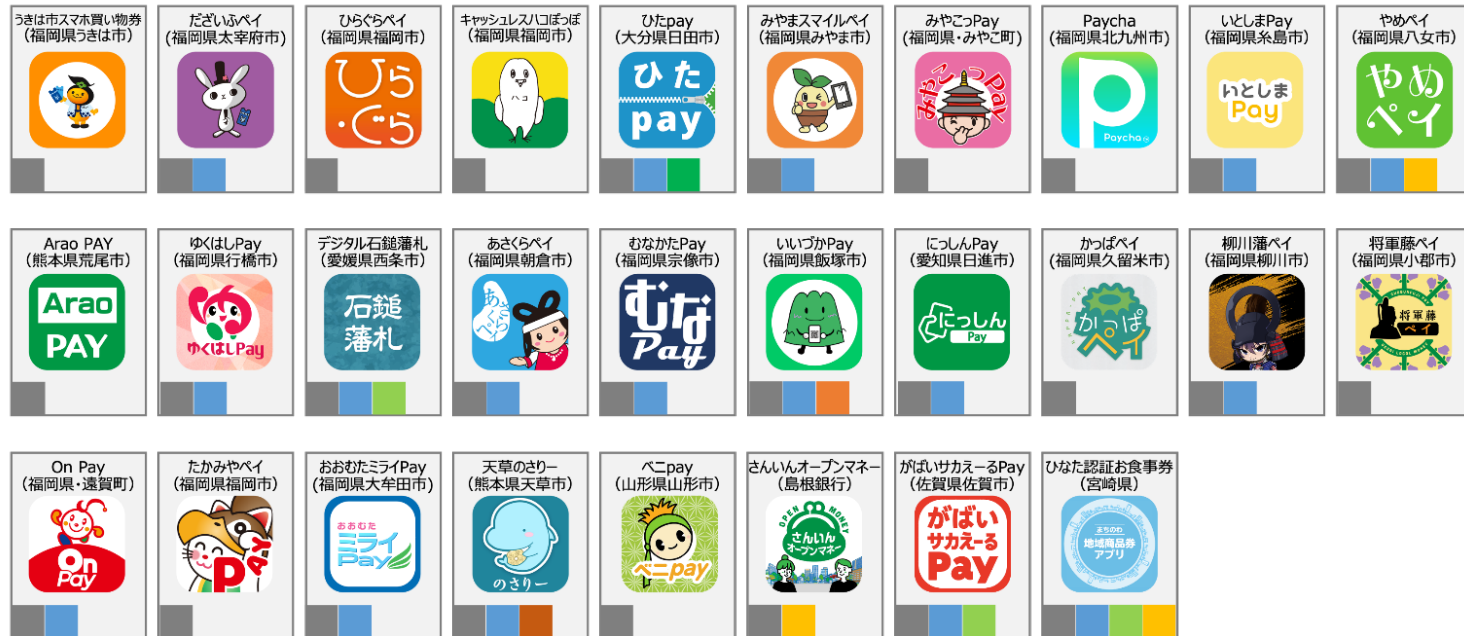 うきは市スマホ買い物券
(福岡県うきは市)
だざいふペイ
(福岡県太宰府市)
ひらぐらペイ
(福岡県福岡市)
ひら
・ぐら
キャッシュレスハコぽっぽ
(福岡県福岡市)
ハコ
ひたpay
(大分県日田市)
ひた
pay
みやまスマイルペイ
(福岡県みやま市)
みやこっPay
(福岡県・みやこ町)
みやこっPay
Paycha
(福岡県北九州市)
Paycha
いとしまPay
(福岡県糸島市)
いとしま
Pay
やめペイ
(福岡県八女市)
やめ
ペイ
Arao PAY
(熊本県荒尾市)
Arao
PAY
ゆくはしPay
(福岡県行橋市)
ゆくはしPay
デジタル石鎚藩札
(愛媛県西条市)
石鎚
藩札
あさくらペイ
(福岡県朝倉市)
あさくらペイ
むなかたPay
(福岡県宗像市)
むな
Pay
いいづかPay
(福岡県飯塚市)
にっしんPay
(愛知県日進市)
にっしん
Pay
かっぱペイ
(福岡県久留米市)
かっぱ
ペイ
柳川藩ペイ
(福岡県柳川市)
将軍藤ペイ
(福岡県小郡市)
将軍藤
ペイ
On Pay
(福岡県・遠賀町)
On
Pay
たかみやペイ
(福岡県福岡市)
PAY
おおむたミライPay
(福岡県大牟田市)
おおむた
ミライ
Pay
天草のさりー
(熊本県天草市)
のさりー
べニpay
(山形県山形市)
べニpay
さんいんオープンマネー
(島根銀行)
OPEN MONEY
さんいん
オープンマネー
がばいサカえーるPay
(佐賀県佐賀市)
がばい
サカえーる
Pay
ひなた認証お食事券
(宮崎県)
まちのわ
地域商品券
アプリ